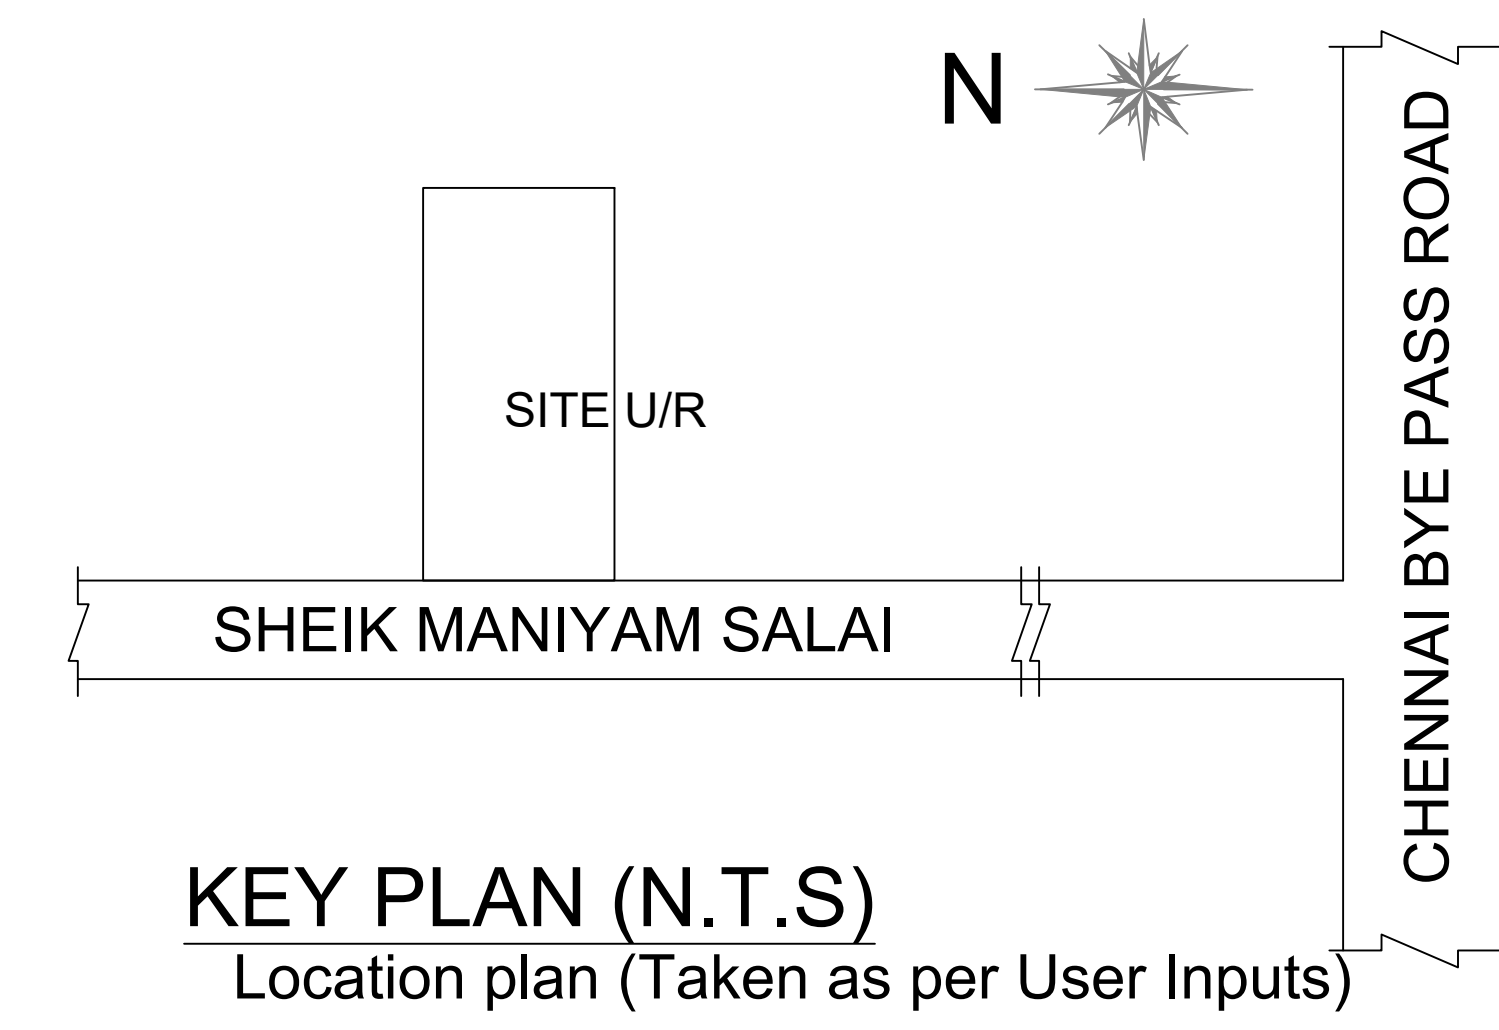 N
CHENNAI BYE PASS ROAD
SITE U/R
SHEIK MANIYAM SALAI
KEY PLAN (N.T.S)
Location plan (Taken as per User Inputs)